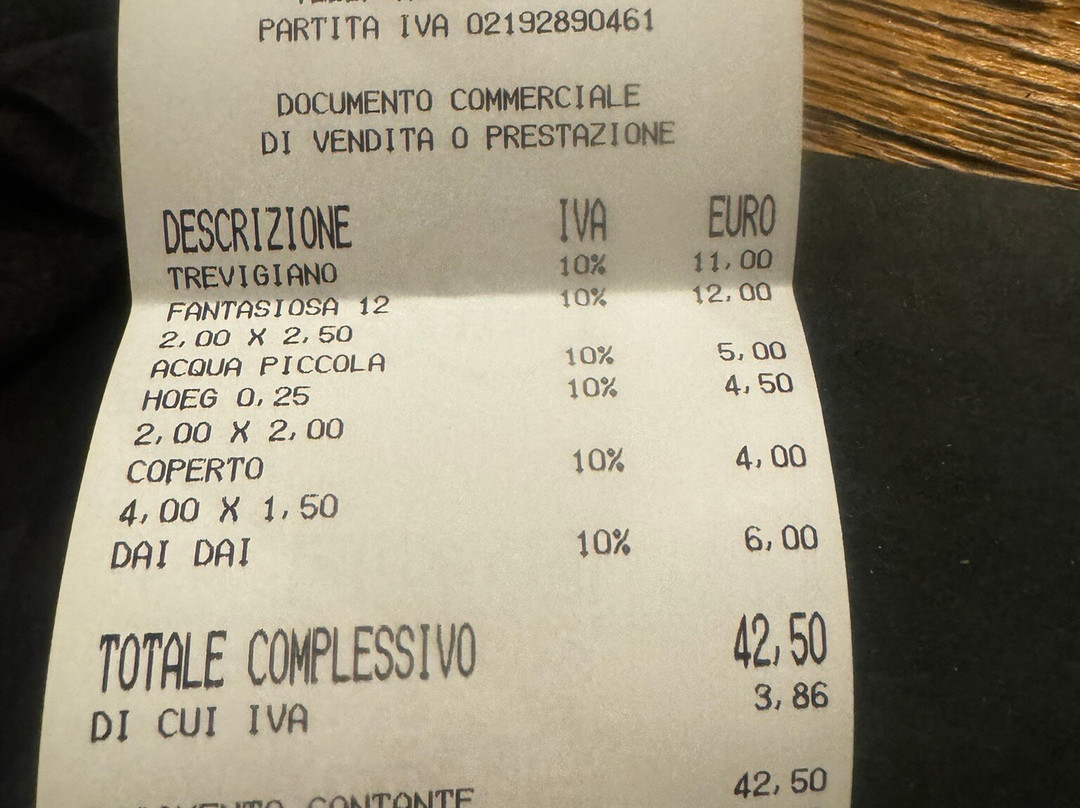 PARTITA IVA 02192890461
DOCUMENTO COMMERCIALE
DI VENDITA O PRESTAZIONE
DESCRIZIONE IVA EURO
TREVIGIANO 10% 11,00
FANTASIOSA 12 10% 12,00
2,00 X 2,50
ACQUA PICCOLA 10% 5,00
HOEG 0,25 10% 4,50
2,00 X 2,00
COPERTO 10% 4,00
4,00 X 1,50
DAI DAI 10% 6,00
TOTALE COMPLESSIVO 42,50
DI CUI IVA 3,86
CONTANTE 42,50